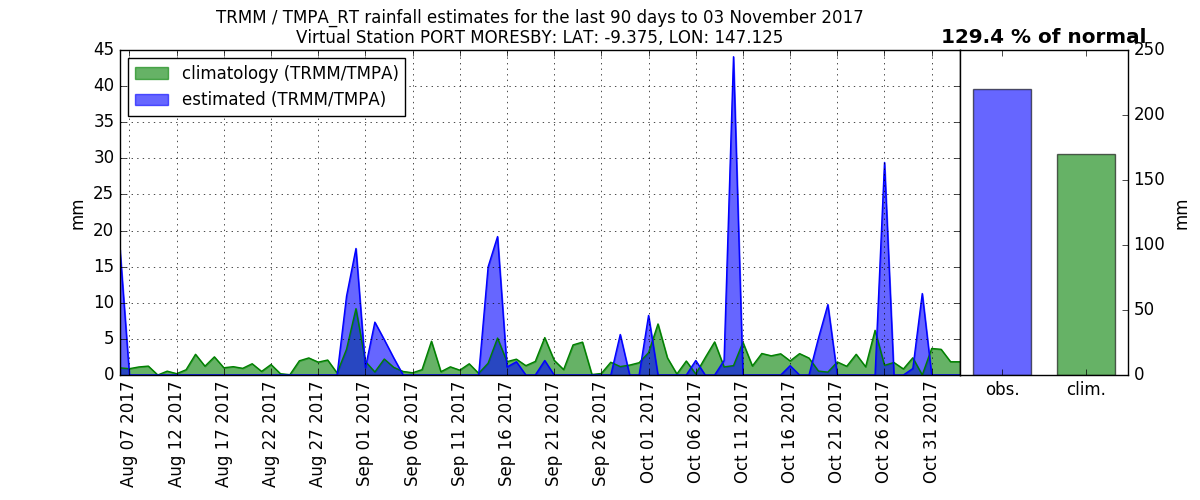 TRMM / TMPA_RT rainfall estimates for the last 90 days to 03 November 2017
Virtual Station PORT MORESBY: LAT: -9.375, LON: 147.125
129.4 % of normal
climatology (TRMM/TMPA)
estimated (TRMM/TMPA)
mm
45
40
35
30
25
20
15
10
5
0
Aug 07 2017
Aug 12 2017
Aug 17 2017
Aug 22 2017
Aug 27 2017
Sep 01 2017
Sep 06 2017
Sep 11 2017
Sep 16 2017
Sep 21 2017
Sep 26 2017
Oct 01 2017
Oct 06 2017
Oct 11 2017
Oct 16 2017
Oct 21 2017
Oct 26 2017
Oct 31 2017
obs.
clim.
250
200
150
100
50
0
mm